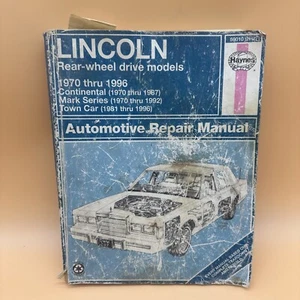 LINCOLN
Rear-wheel drive models
Haynes
1970 thru 1996
Continental (1970 thru 1987)
Mark Series (1970 thru 1992)
Town Car (1981 thru 1996)
Automotive Repair Manual